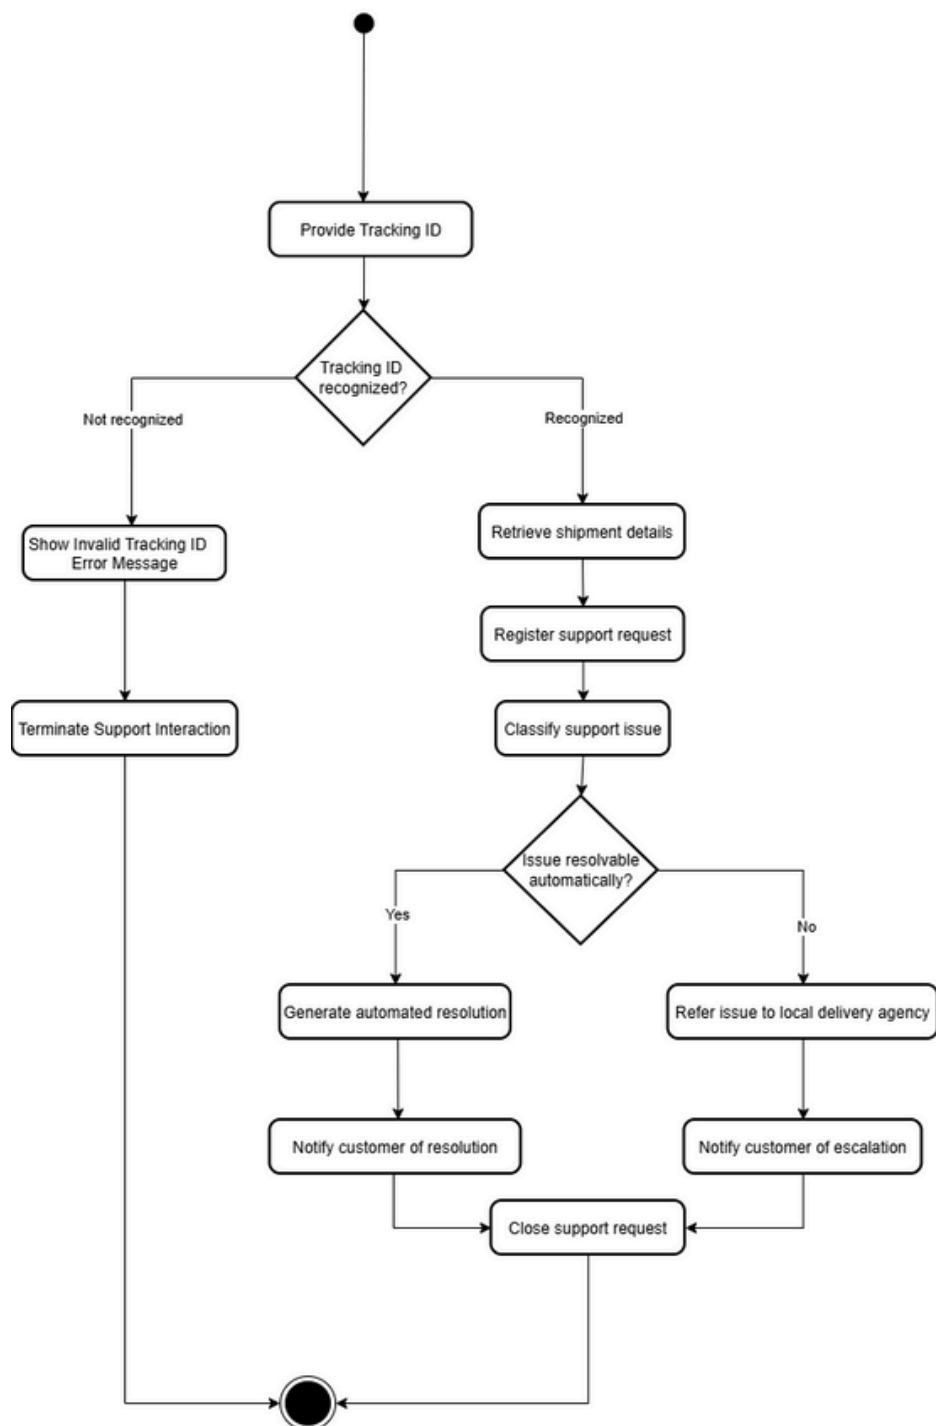 Provide Tracking ID
Tracking ID
recognized?
Not recognized
Recognized
Show Invalid Tracking ID
Error Message
Retrieve shipment details
Register support request
Terminate Support Interaction
Classify support issue
Issue resolvable
automatically?
Yes
No
Generate automated resolution
Refer issue to local delivery agency
Notify customer of resolution
Notify customer of escalation
Close support request